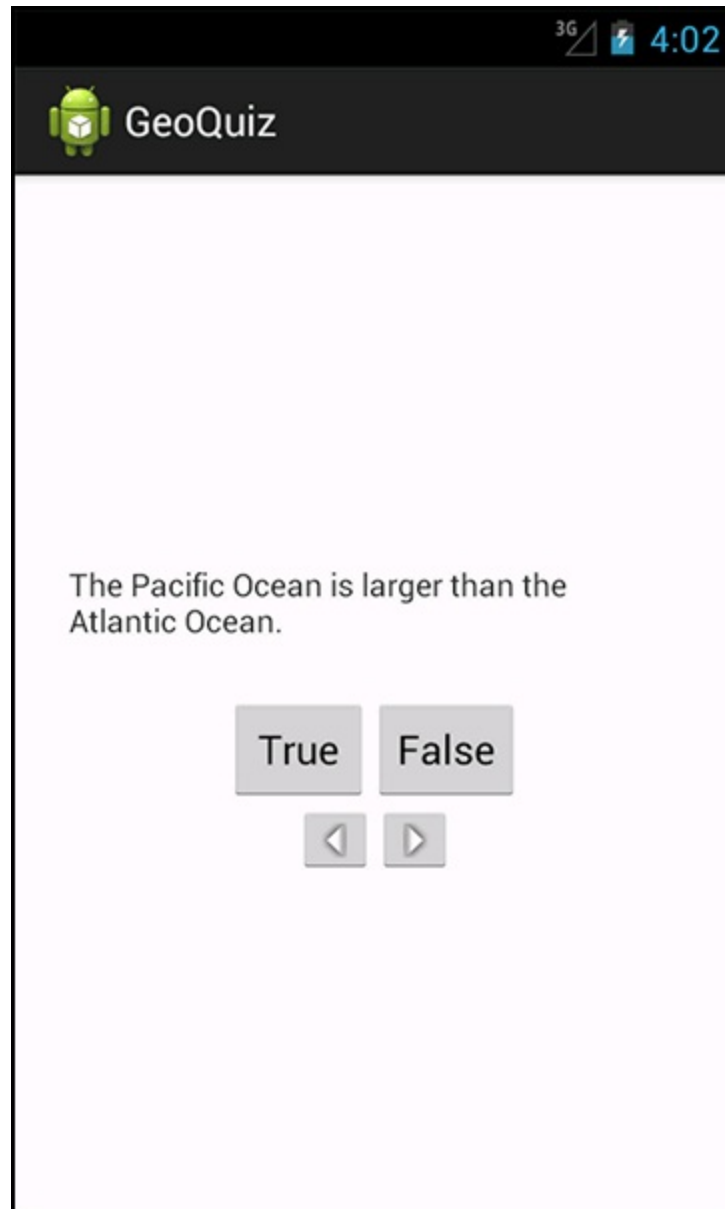 3G 4:02
GeoQuiz
The Pacific Ocean is larger than the
Atlantic Ocean.
True False